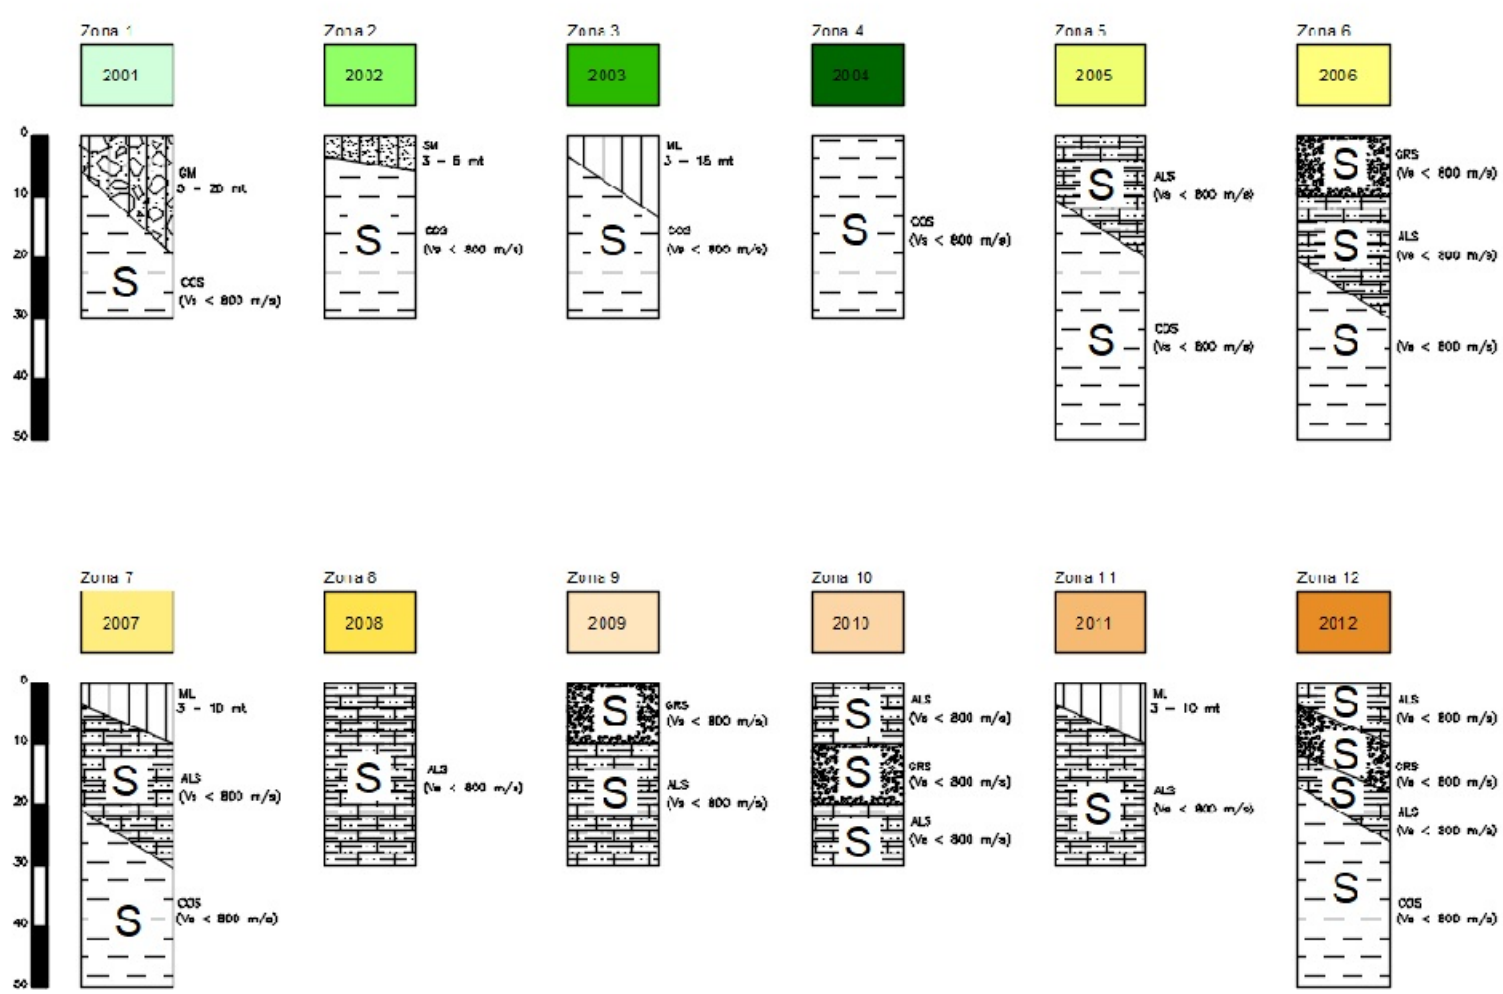 Zona 1
Zona 2
Zona 3
Zona 4
Zona 5
Zona 6
2001
2002
2003
2004
2005
2006
0
10
20
30
40
50
GM
3 - 20 mt
S
COS
(Vs < 800 m/s)
SM
3 - 6 mt
S
COS
(Vs < 800 m/s)
ML
3 - 15 mt
S
COS
(Vs < 800 m/s)
S
COS
(Vs < 800 m/s)
S
ALS
(Vs < 800 m/s)
S
COS
(Vs < 800 m/s)
S
GRS
(Vs < 800 m/s)
S
ALS
(Vs < 800 m/s)
S
(Vs < 800 m/s)
Zona 7
Zona 8
Zona 9
Zona 10
Zona 11
Zona 12
2007
2008
2009
2010
2011
2012
0
10
20
30
40
50
ML
3 - 10 mt
S
ALS
(Vs < 800 m/s)
S
COS
(Vs < 800 m/s)
S
ALS
(Vs < 800 m/s)
S
GRS
(Vs < 800 m/s)
S
ALS
(Vs < 800 m/s)
S
ALS
(Vs < 800 m/s)
S
GRS
(Vs < 800 m/s)
S
ALS
(Vs < 800 m/s)
ML
3 - 10 mt
S
ALS
(Vs < 800 m/s)
S
ALS
(Vs < 800 m/s)
S
GRS
(Vs < 800 m/s)
S
ALS
(Vs < 800 m/s)
S
COS
(Vs < 800 m/s)